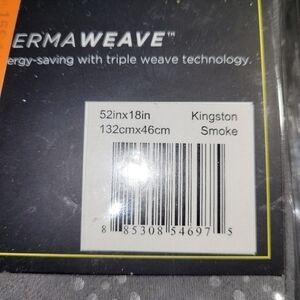 ERMAWEAVE™
ergy-saving with triple weave technology.
52inx18in Kingston
132cmx46cm Smoke
8 85308 54697 5